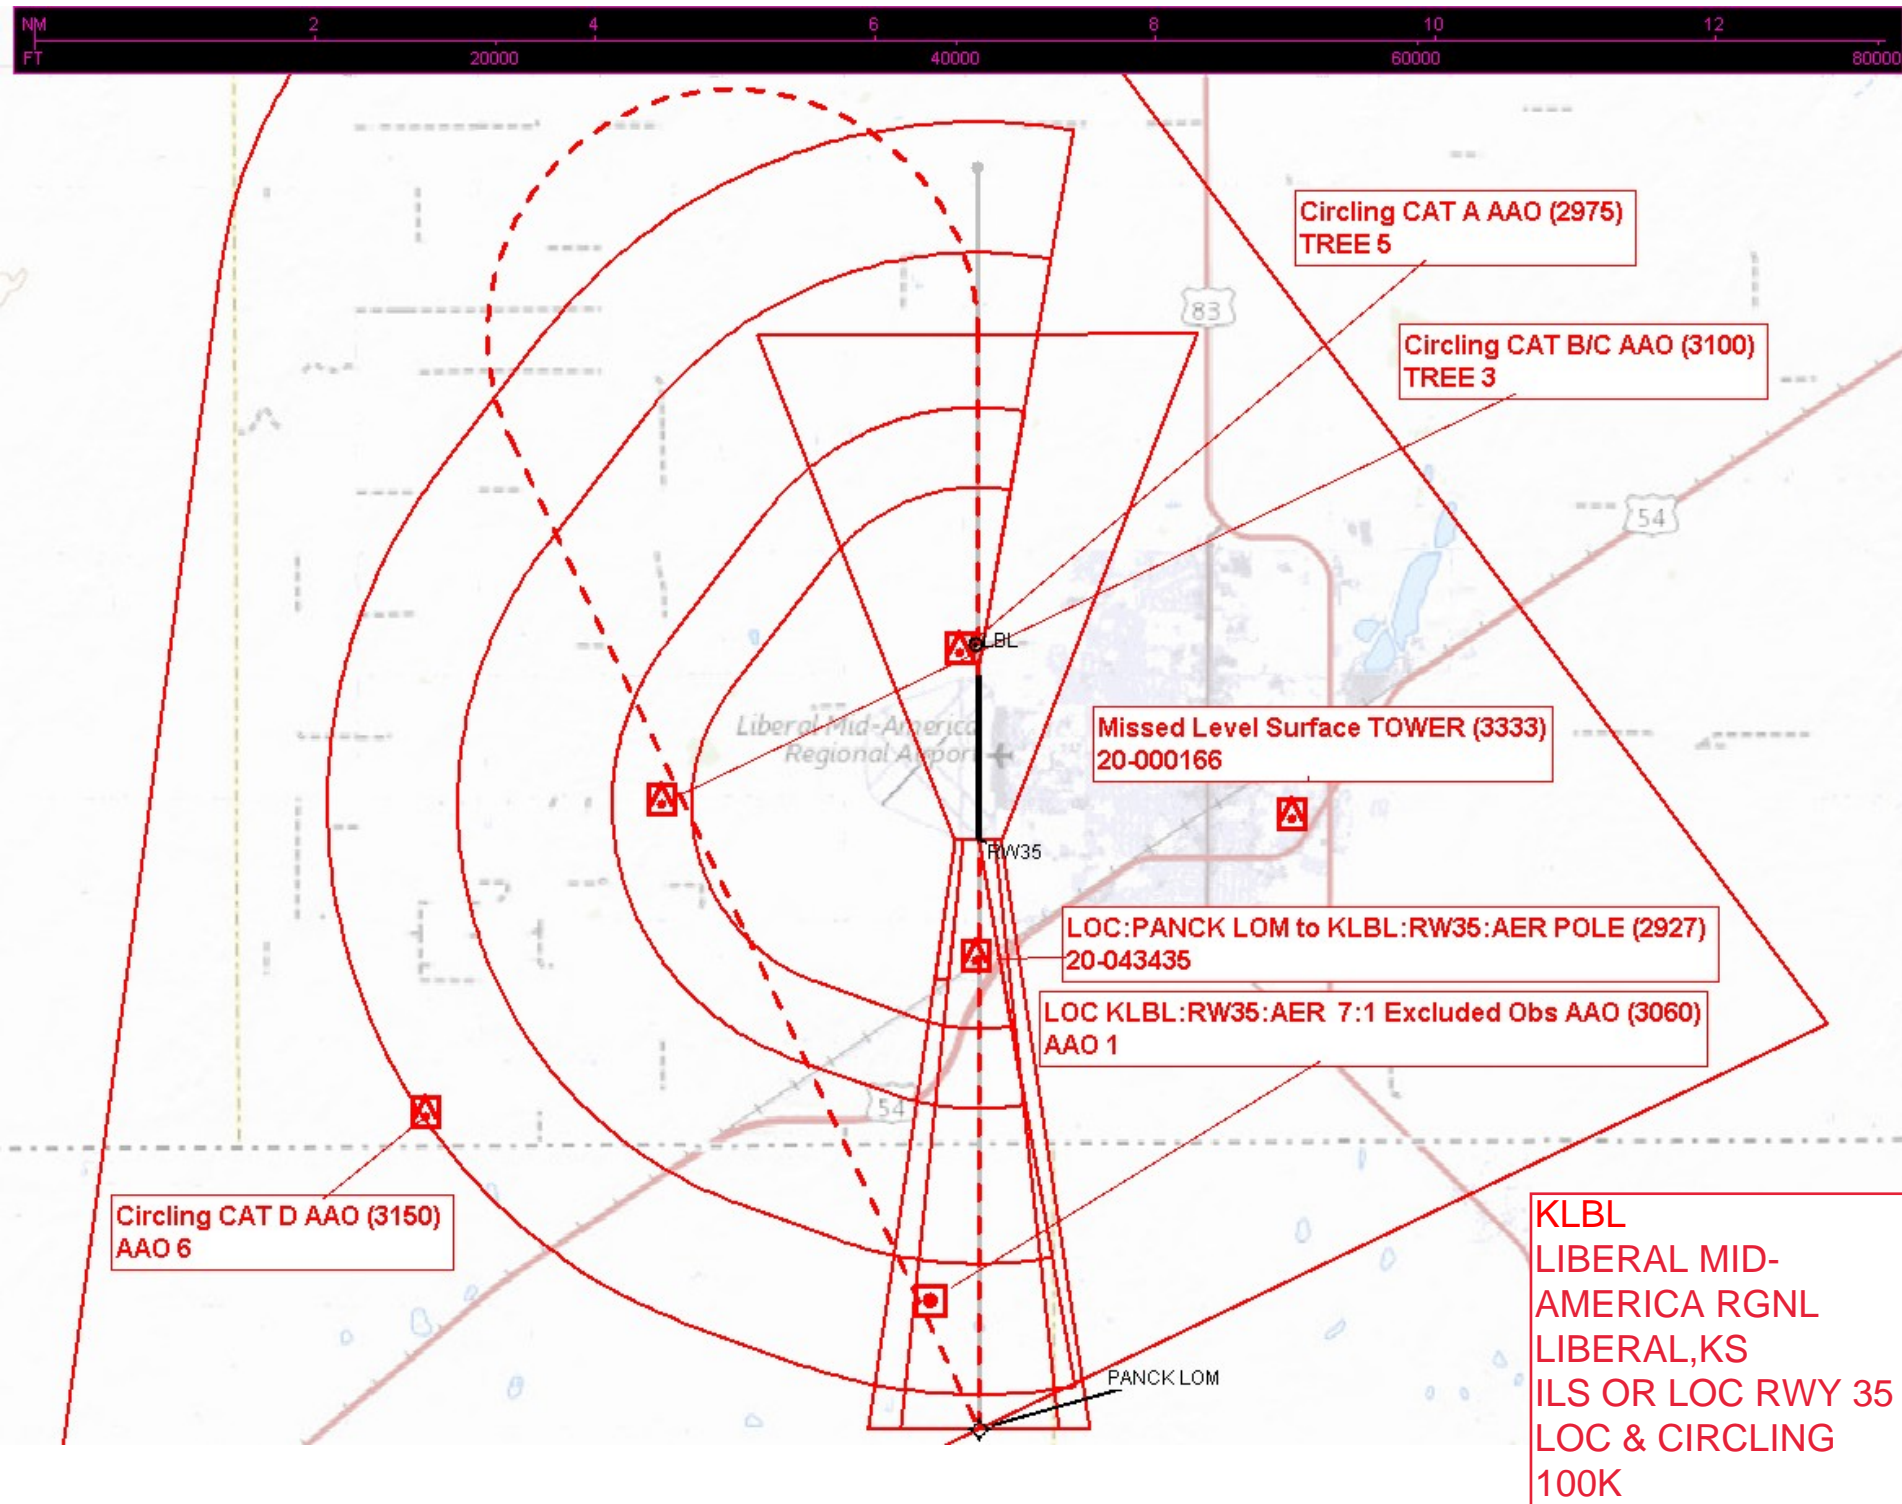 NM 2 4 6 8 10 12
FT 20000 40000 60000 80000
Circling CAT A AAO (2975)
TREE 5
83
Circling CAT B/C AAO (3100)
TREE 3
54
LBL
Liberal Mid-America
Regional Airport
Missed Level Surface TOWER (3333)
20-000166
RW35
LOC:PANCK LOM to KLBL:RW35:AER POLE (2927)
20-043435
LOC KLBL:RW35:AER 7:1 Excluded Obs AAO (3060)
AAO 1
54
Circling CAT D AAO (3150)
AAO 6
PANCK LOM
KLBL
LIBERAL MID-
AMERICA RGNL
LIBERAL,KS
ILS OR LOC RWY 35
LOC & CIRCLING
100K